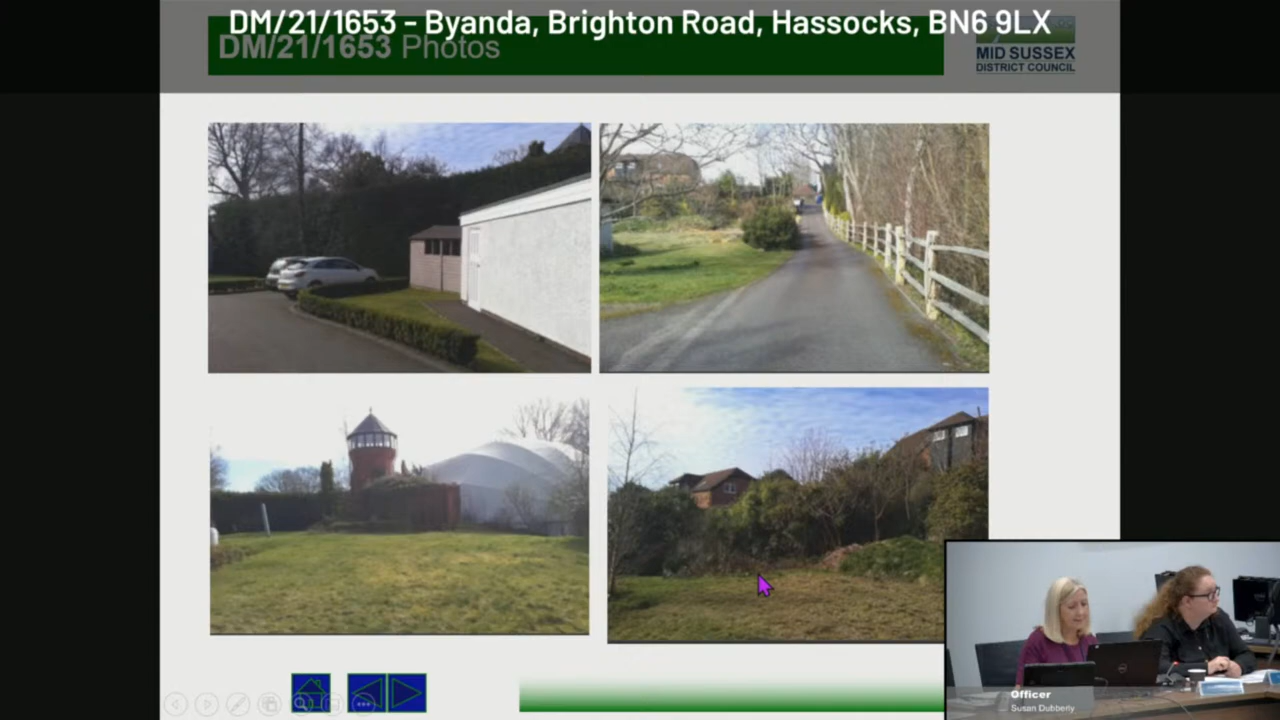 DM/21/1653 - Byanda, Brighton Road, Hassocks, BN6 9LX
DM/21/1653 Photos
MID SUSSEX
DISTRICT COUNCIL
Officer
Susan Dubberly